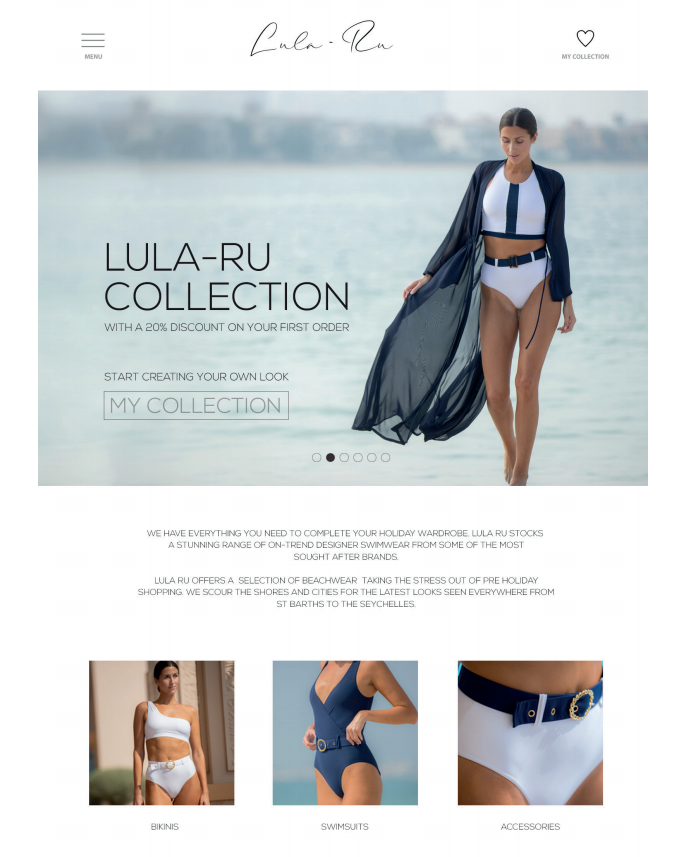 Lula-Ru
MENU
MY COLLECTION
LULA-RU
COLLECTION
WITH A 20% DISCOUNT ON YOUR FIRST ORDER
START CREATING YOUR OWN LOOK
MY COLLECTION
WE HAVE EVERYTHING YOU NEED TO COMPLETE YOUR HOLIDAY WARDROBE. LULA RU STOCKS
A STUNNING RANGE OF ON-TREND DESIGNER SWIMWEAR FROM SOME OF THE MOST
SOUGHT AFTER BRANDS.
LULA RU OFFERS A SELECTION OF BEACHWEAR TAKING THE STRESS OUT OF PRE HOLIDAY
SHOPPING. WE SCOUR THE SHORES AND CITIES FOR THE LATEST LOOKS SEEN EVERYWHERE FROM
ST BARTHS TO THE SEYCHELLES.
BIKINIS
SWIMSUITS
ACCESSORIES